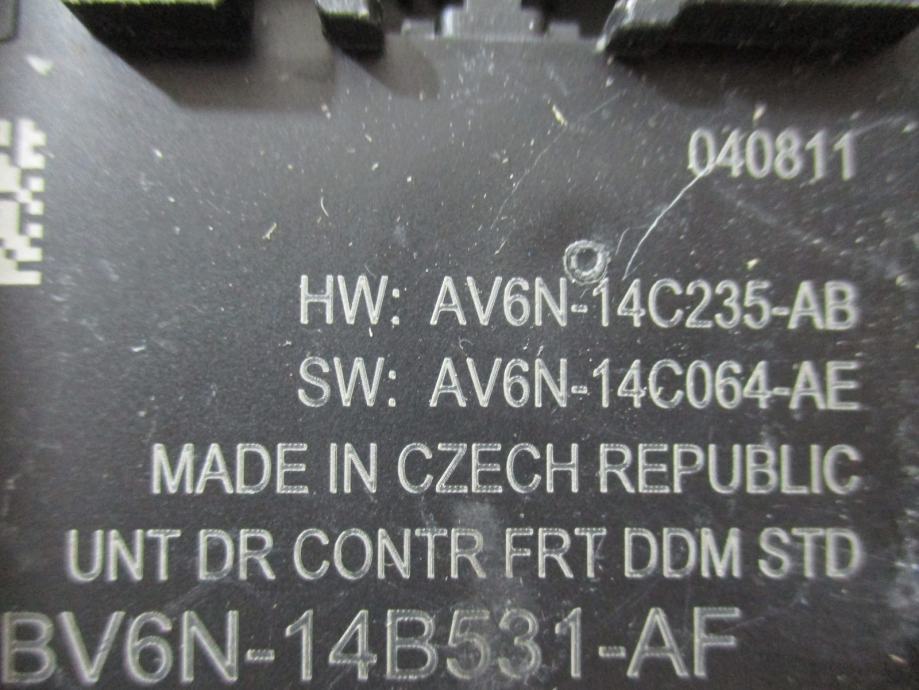 040811
HW: AV6N-14C235-AB
SW: AV6N-14C064-AE
MADE IN CZECH REPUBLIC
UNT DR CONTR FRT DDM STD
BV6N-14B531-AF